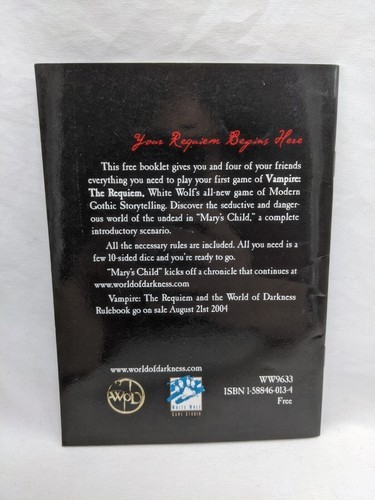 Your Requiem Begins Here
This free booklet gives you and four of your friends
everything you need to play your first game of Vampire:
The Requiem, White Wolf's all-new game of Modern
Gothic Storytelling. Discover the seductive and danger-
ous world of the undead in "Mary's Child," a complete
introductory scenario.
All the necessary rules are included. All you need is a
few 10-sided dice and you're ready to go.
"Mary's Child" kicks off a chronicle that continues at
www.worldofdarkness.com
Vampire: The Requiem and the World of Darkness
Rulebook go on sale August 21st 2004
www.worldofdarkness.com
WoD
White Wolf
GAME STUDIO
WW9633
ISBN 1-58846-013-4
Free